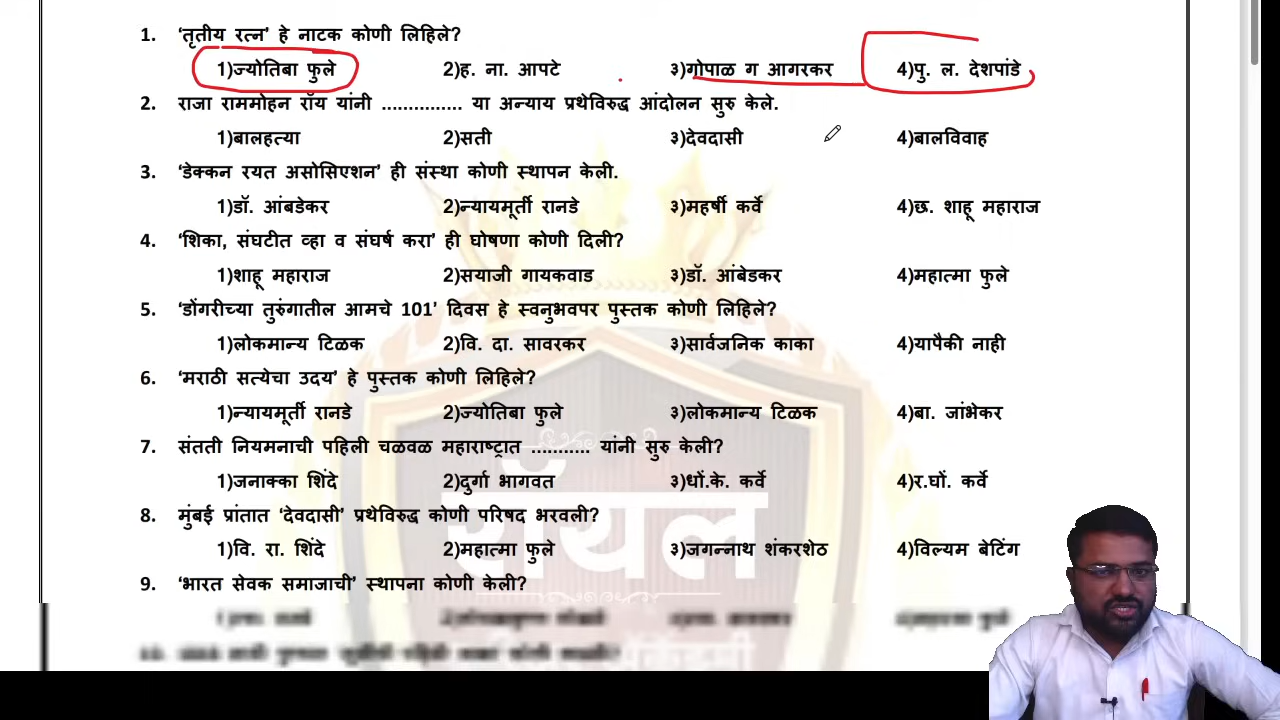 1. ‘तृतीय रत्न’ हे नाटक कोणी लिहिले?
1)ज्योतिबा फुले 2)ह. ना. आपटे ३)गोपाळ ग आगरकर 4)पु. ल. देशपांडे
2. राजा राममोहन रॉय यांनी ............... या अन्याय प्रथेविरुद्ध आंदोलन सुरु केले.
1)बालहत्या 2)सती ३)देवदासी 4)बालविवाह
3. ‘डेक्कन रयत असोसिएशन’ ही संस्था कोणी स्थापन केली.
1)डॉ. आंबडेकर 2)न्यायमूर्ती रानडे ३)महर्षी कर्वे 4)छ. शाहू महाराज
4. ‘शिका, संघटीत व्हा व संघर्ष करा’ ही घोषणा कोणी दिली?
1)शाहू महाराज 2)सयाजी गायकवाड ३)डॉ. आंबेडकर 4)महात्मा फुले
5. ‘डोंगरीच्या तुरुंगातील आमचे 101’ दिवस हे स्वनुभवपर पुस्तक कोणी लिहिले?
1)लोकमान्य टिळक 2)वि. दा. सावरकर ३)सार्वजनिक काका 4)यापैकी नाही
6. ‘मराठी सत्येचा उदय’ हे पुस्तक कोणी लिहिले?
1)न्यायमूर्ती रानडे 2)ज्योतिबा फुले ३)लोकमान्य टिळक 4)बा. जांभेकर
7. संतती नियमनाची पहिली चळवळ महाराष्ट्रात ........... यांनी सुरु केली?
1)जनाक्का शिंदे 2)दुर्गा भागवत ३)धों.के. कर्वे 4)र.घों. कर्वे
8. मुंबई प्रांतात ‘देवदासी’ प्रथेविरुद्ध कोणी परिषद भरवली?
1)वि. रा. शिंदे 2)महात्मा फुले ३)जगन्नाथ शंकरशेठ 4)विल्यम बेटिंग
9. ‘भारत सेवक समाजाची’ स्थापना कोणी केली?
रॉयल